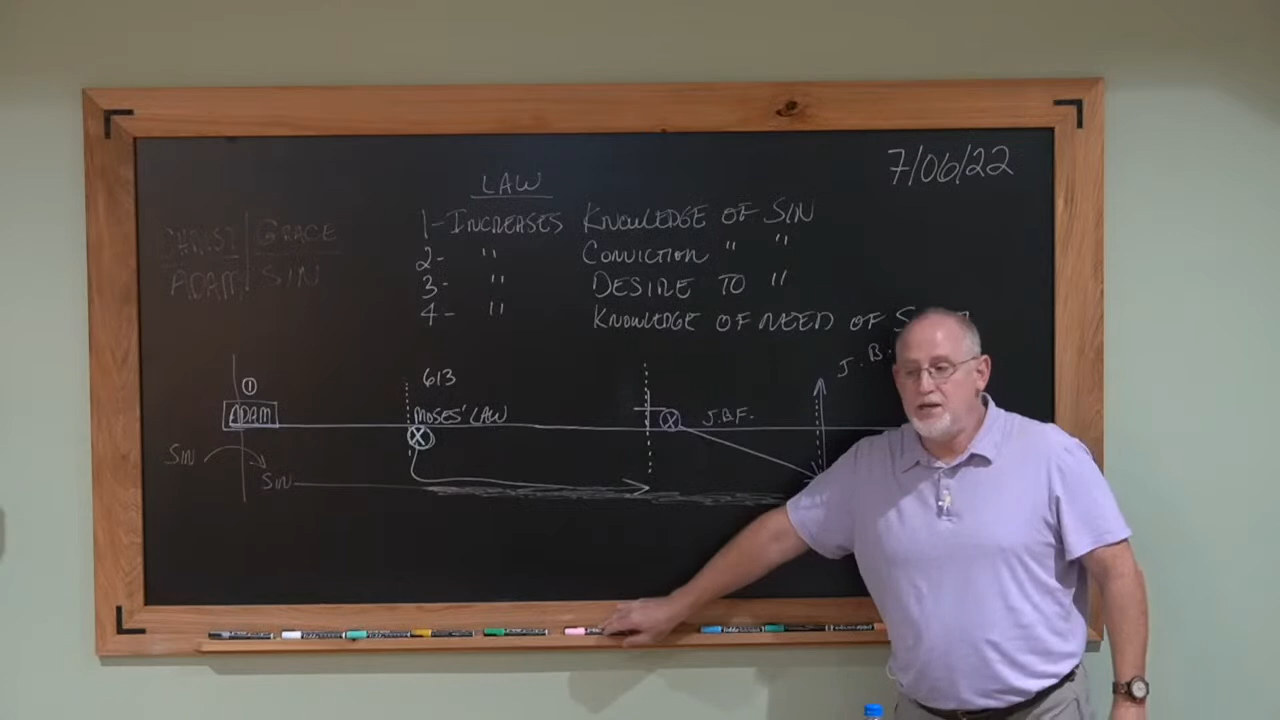 7/06/22
LAW
1- INCREASES KNOWLEDGE OF SIN
2- " CONVICTION " "
3- " DESIRE TO "
4- " KNOWLEDGE OF NEED OF
CHRIST | GRACE
ADAM | SIN
J. B.
① 613
ADAM MOSES' LAW X J.B.F.
X
SIN SIN